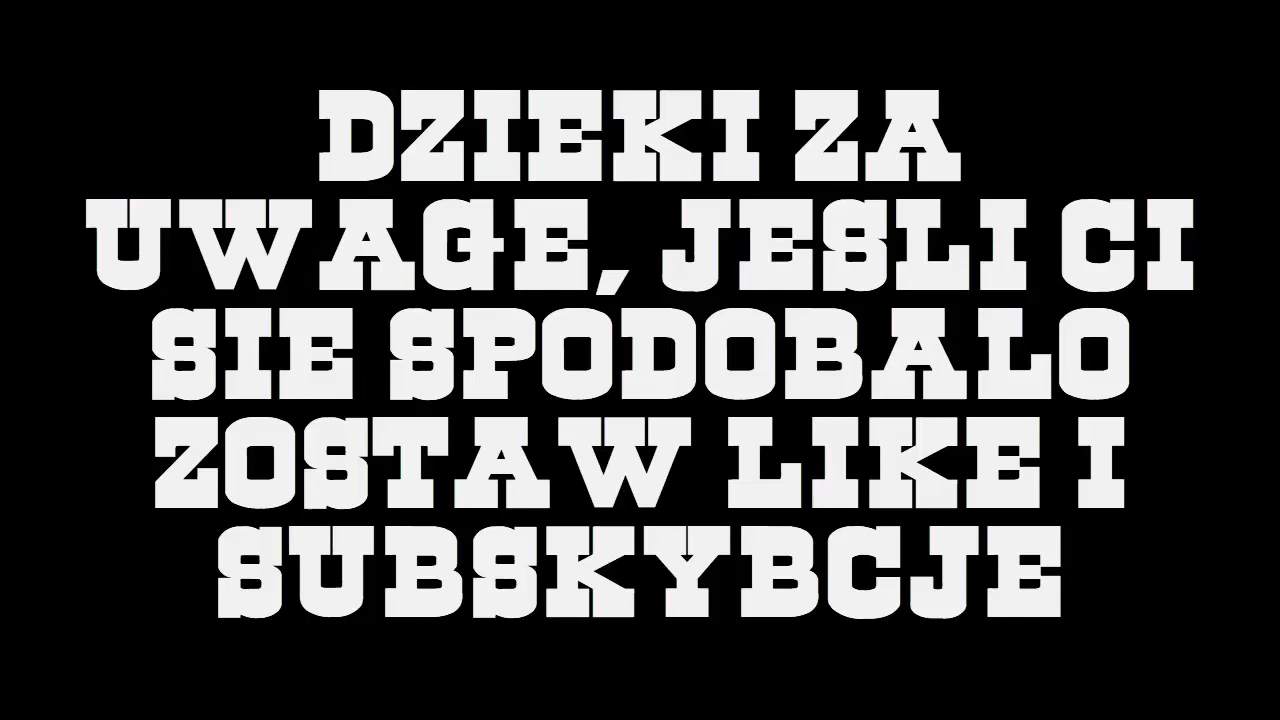 DZIEKI ZA
UWAGE, JESLI CI
SIE SPODOBALO
ZOSTAW LIKE I
SUBSKYBCJE